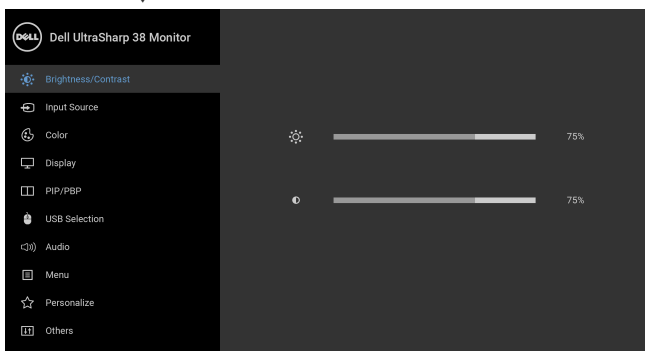 DELL Dell UltraSharp 38 Monitor
Brightness/Contrast
Input Source
Color
75%
Display
PIP/PBP
75%
USB Selection
Audio
Menu
Personalize
Others